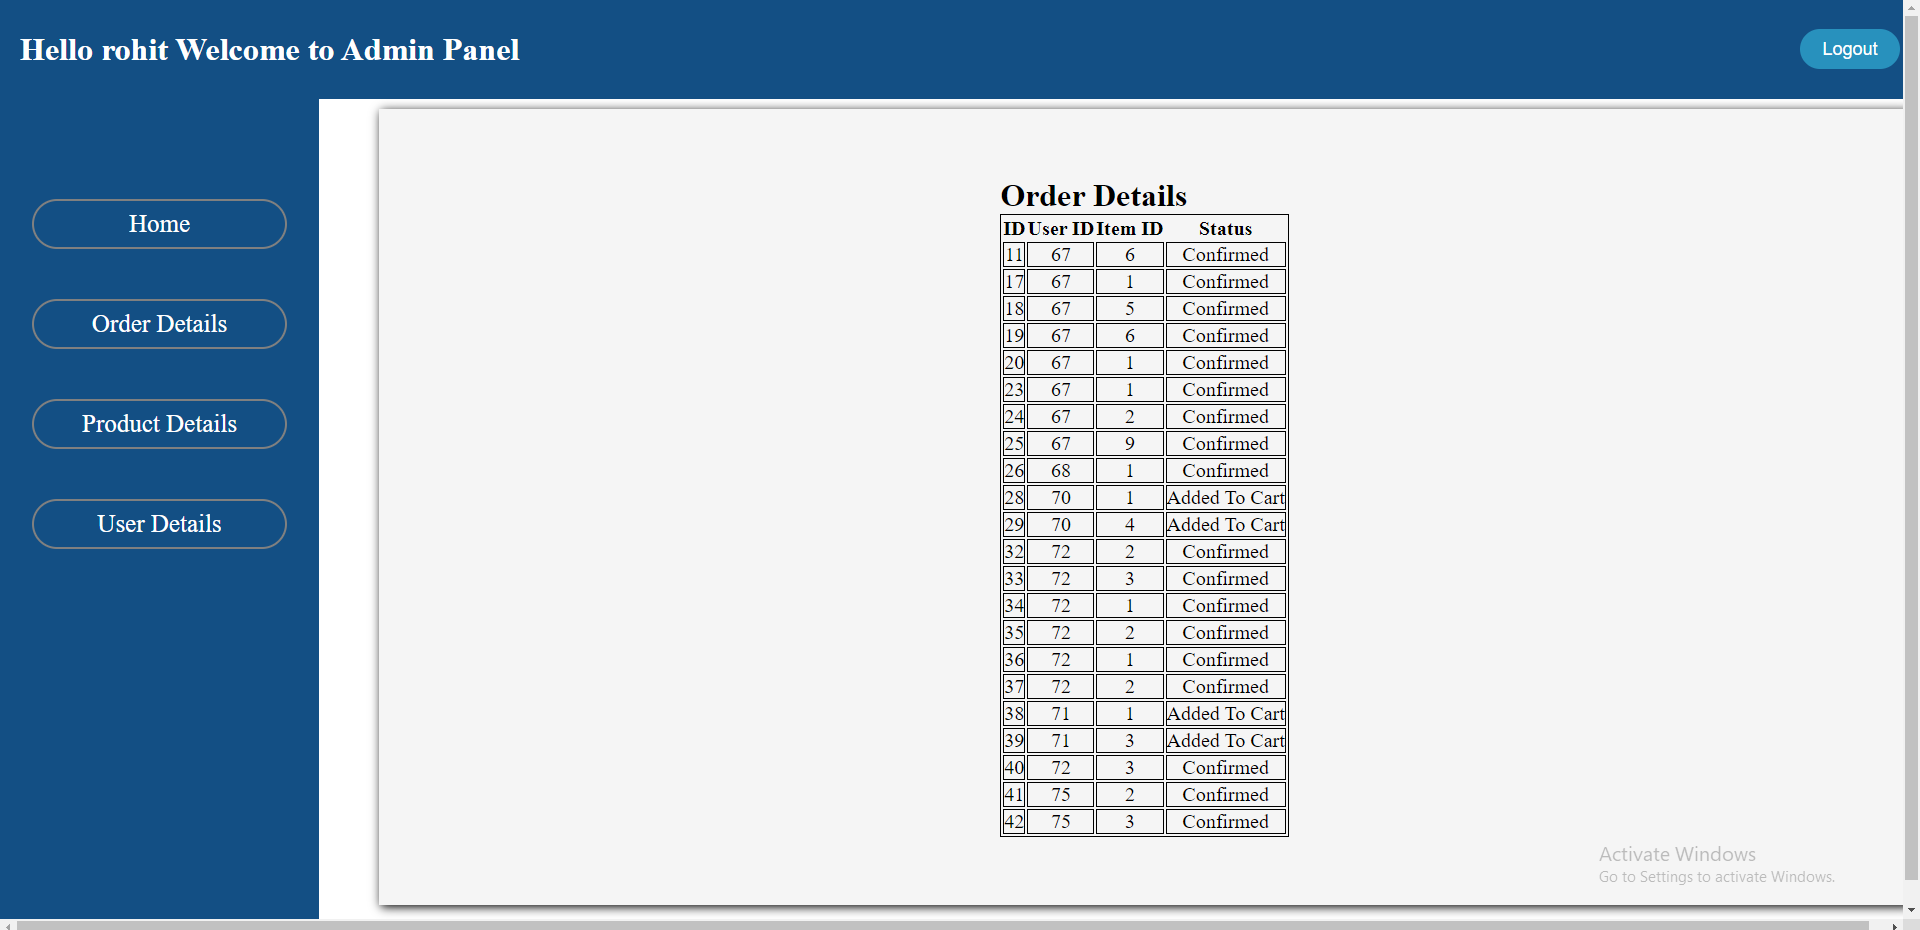 Hello rohit Welcome to Admin Panel
Logout
Home
Order Details
Product Details
User Details
Order Details
ID User ID Item ID Status
11 67 6 Confirmed
17 67 1 Confirmed
18 67 5 Confirmed
19 67 6 Confirmed
20 67 1 Confirmed
23 67 1 Confirmed
24 67 2 Confirmed
25 67 9 Confirmed
26 68 1 Confirmed
28 70 1 Added To Cart
29 70 4 Added To Cart
32 72 2 Confirmed
33 72 3 Confirmed
34 72 1 Confirmed
35 72 2 Confirmed
36 72 1 Confirmed
37 72 2 Confirmed
38 71 1 Added To Cart
39 71 3 Added To Cart
40 72 3 Confirmed
41 75 2 Confirmed
42 75 3 Confirmed
Activate Windows
Go to Settings to activate Windows.